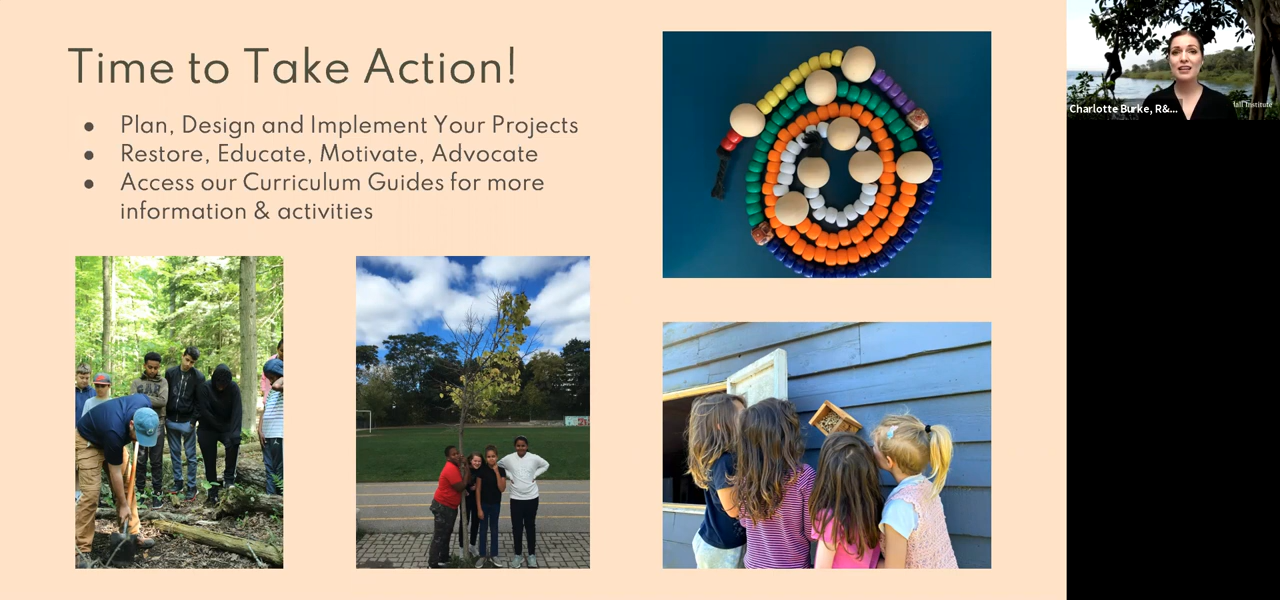 Time to Take Action!
● Plan, Design and Implement Your Projects
● Restore, Educate, Motivate, Advocate
● Access our Curriculum Guides for more
information & activities
Charlotte Burke, R&...
Institute